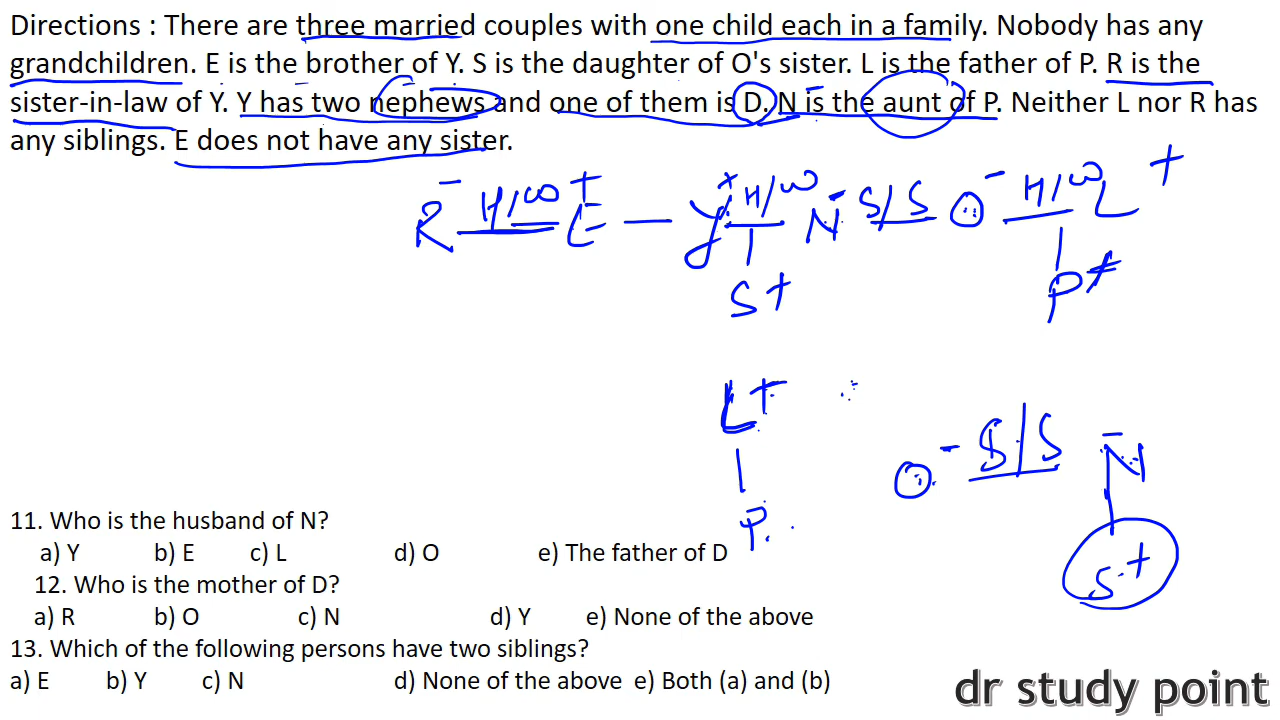 Directions : There are three married couples with one child each in a family. Nobody has any
grandchildren. E is the brother of Y. S is the daughter of O's sister. L is the father of P. R is the
sister-in-law of Y. Y has two nephews and one of them is D. N is the aunt of P. Neither L nor R has
any siblings. E does not have any sister.
R - H/W E + — Y + H/W N - S/S O - H/W L +
S + P +
L + O - S/S N -
P S +
11. Who is the husband of N?
a) Y b) E c) L d) O e) The father of D
12. Who is the mother of D?
a) R b) O c) N d) Y e) None of the above
13. Which of the following persons have two siblings?
a) E b) Y c) N d) None of the above e) Both (a) and (b)
dr study point